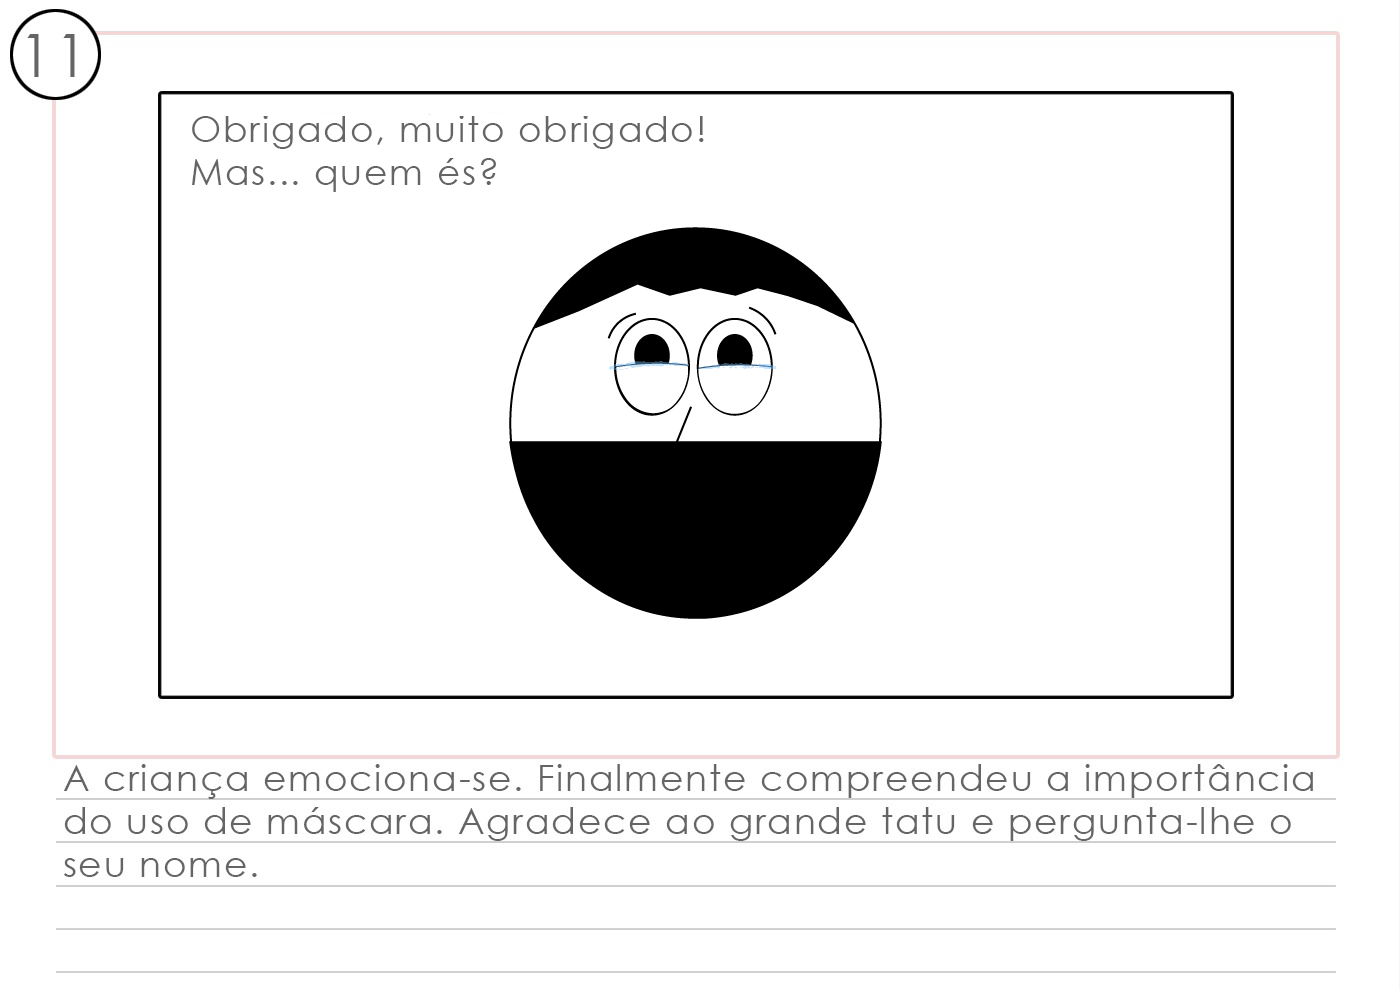 11
Obrigado, muito obrigado!
Mas... quem és?
A criança emociona-se. Finalmente compreendeu a importância
do uso de máscara. Agradece ao grande tatu e pergunta-lhe o
seu nome.